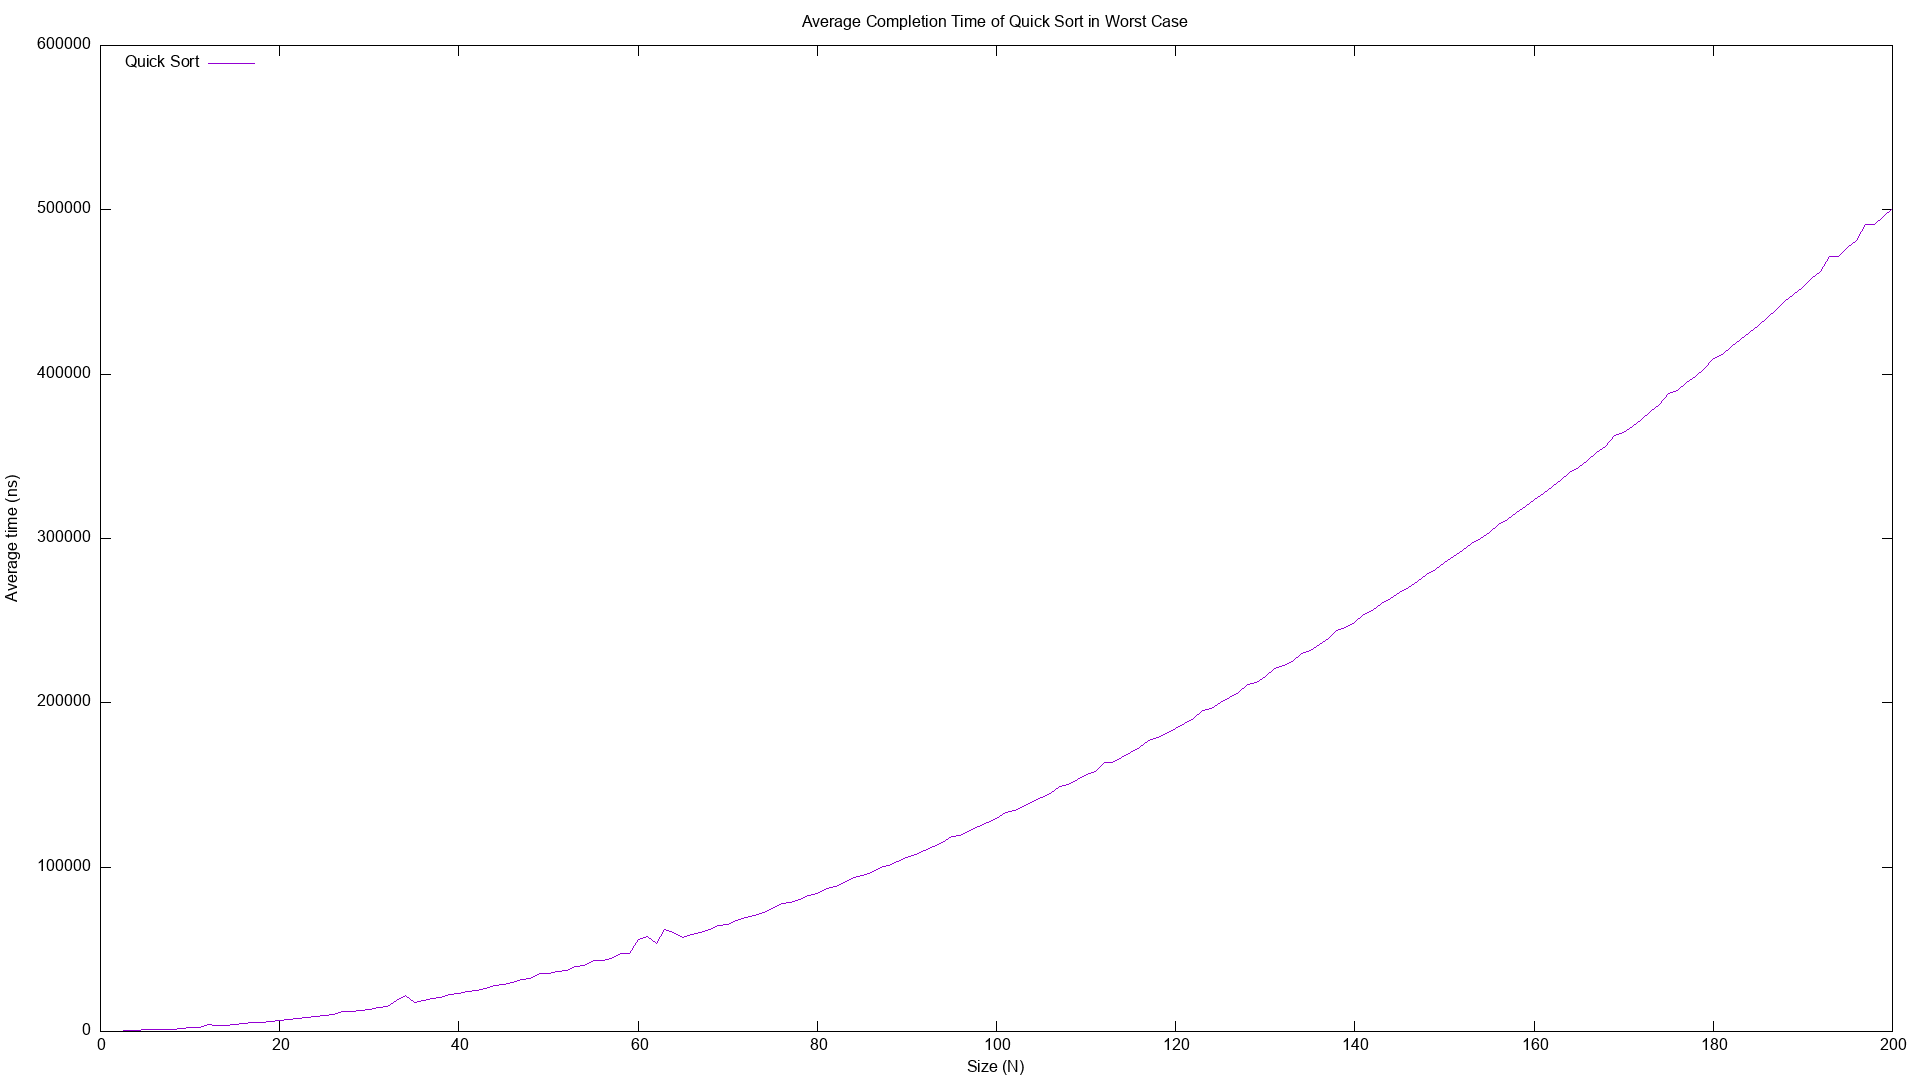 Average Completion Time of Quick Sort in Worst Case
600000
Quick Sort
500000
400000
300000
200000
100000
0
Average time (ns)
0 20 40 60 80 100 120 140 160 180 200
Size (N)